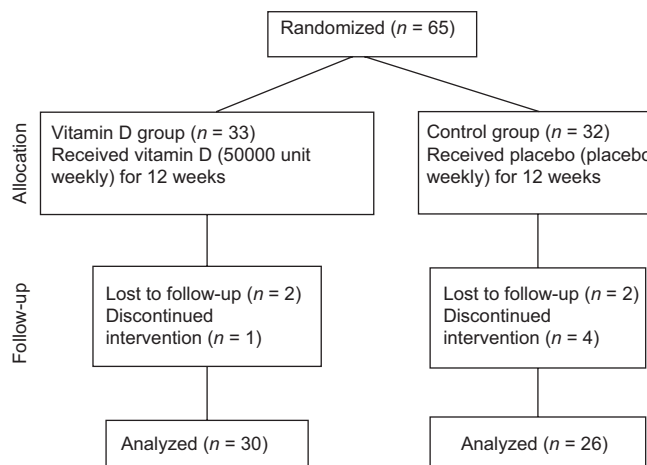 Randomized (n = 65)
Allocation
Vitamin D group (n = 33)
Received vitamin D (50000 unit
weekly) for 12 weeks
Control group (n = 32)
Received placebo (placebo
weekly) for 12 weeks
Follow-up
Lost to follow-up (n = 2)
Discontinued
intervention (n = 1)
Lost to follow-up (n = 2)
Discontinued
intervention (n = 4)
Analyzed (n = 30)
Analyzed (n = 26)